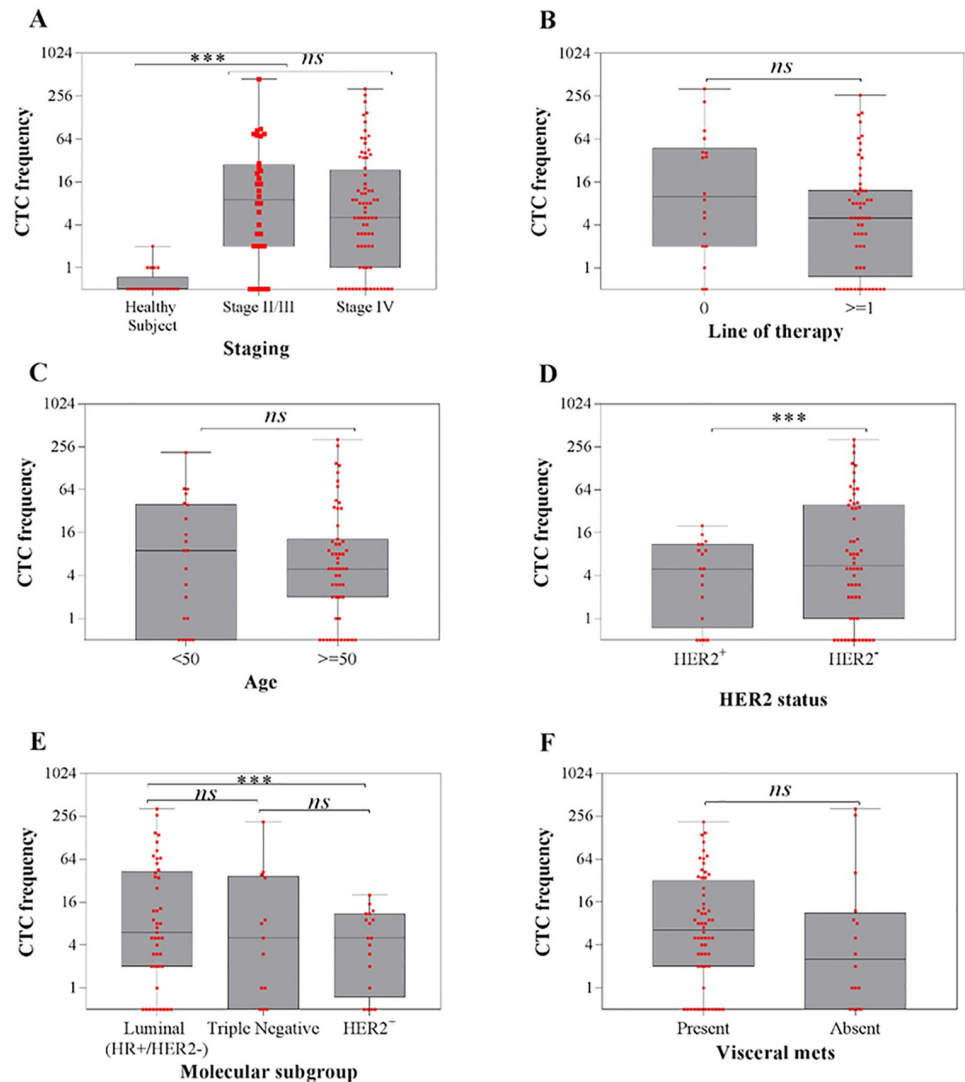 A
CTC frequency
1024
256
64
16
4
1
***
ns
Healthy Subject
Stage II/III
Stage IV
Staging
B
CTC frequency
1024
256
64
16
4
1
ns
0
>=1
Line of therapy
C
CTC frequency
1024
256
64
16
4
1
ns
<50
>=50
Age
D
CTC frequency
1024
256
64
16
4
1
***
HER2+
HER2-
HER2 status
E
CTC frequency
1024
256
64
16
4
1
***
ns
ns
Luminal
(HR+/HER2-)
Triple Negative
HER2+
Molecular subgroup
F
CTC frequency
1024
256
64
16
4
1
ns
Present
Absent
Visceral mets